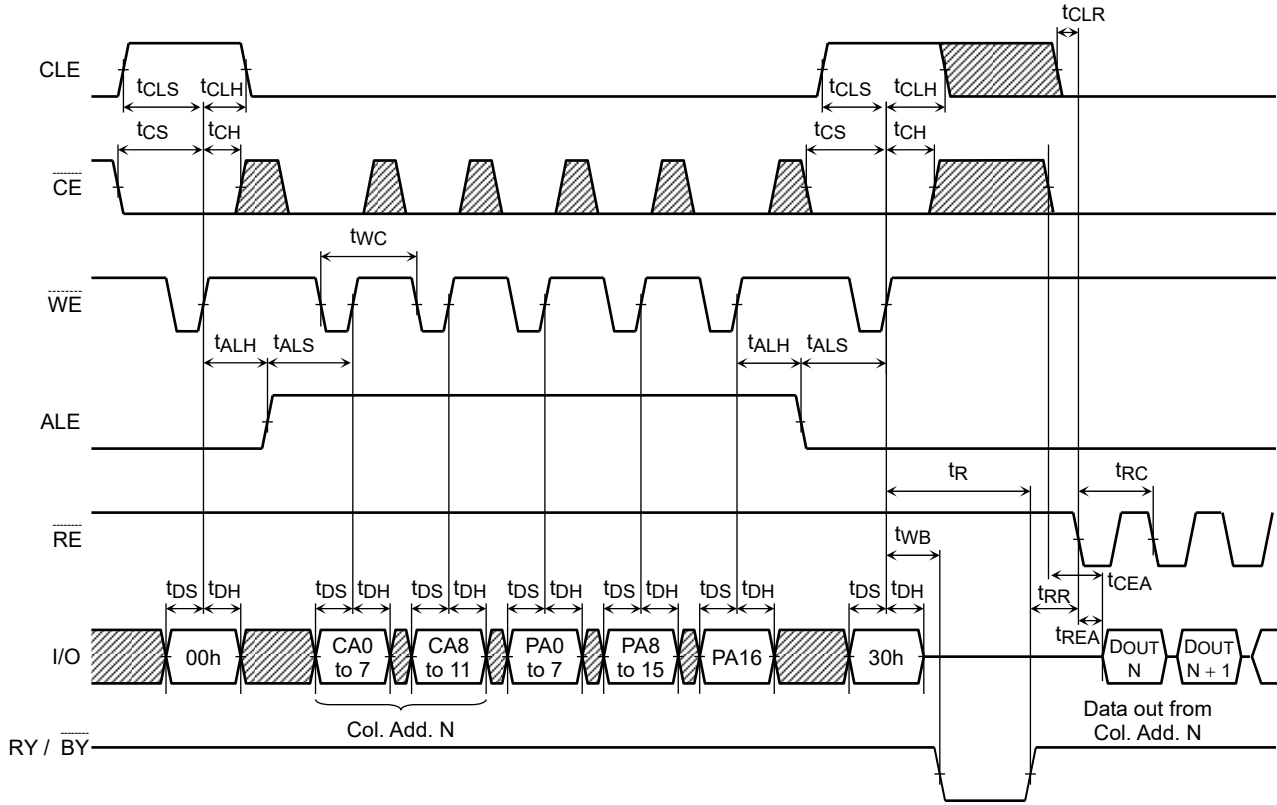 tCLR
CLE
tCLS
tCLH
tCLS
tCLH
tCS
tCH
tCS
tCH
CE
tWC
WE
tALH
tALS
tALH
tALS
ALE
tR
tRC
RE
tWB
tDS
tDH
tDS
tDH
tDS
tDH
tDS
tDH
tDS
tDH
tDS
tDH
tDS
tDH
tCEA
tRR
tREA
I/O
00h
CA0
to 7
CA8
to 11
PA0
to 7
PA8
to 15
PA16
30h
DOUT
N
DOUT
N + 1
Col. Add. N
Data out from
Col. Add. N
RY / BY